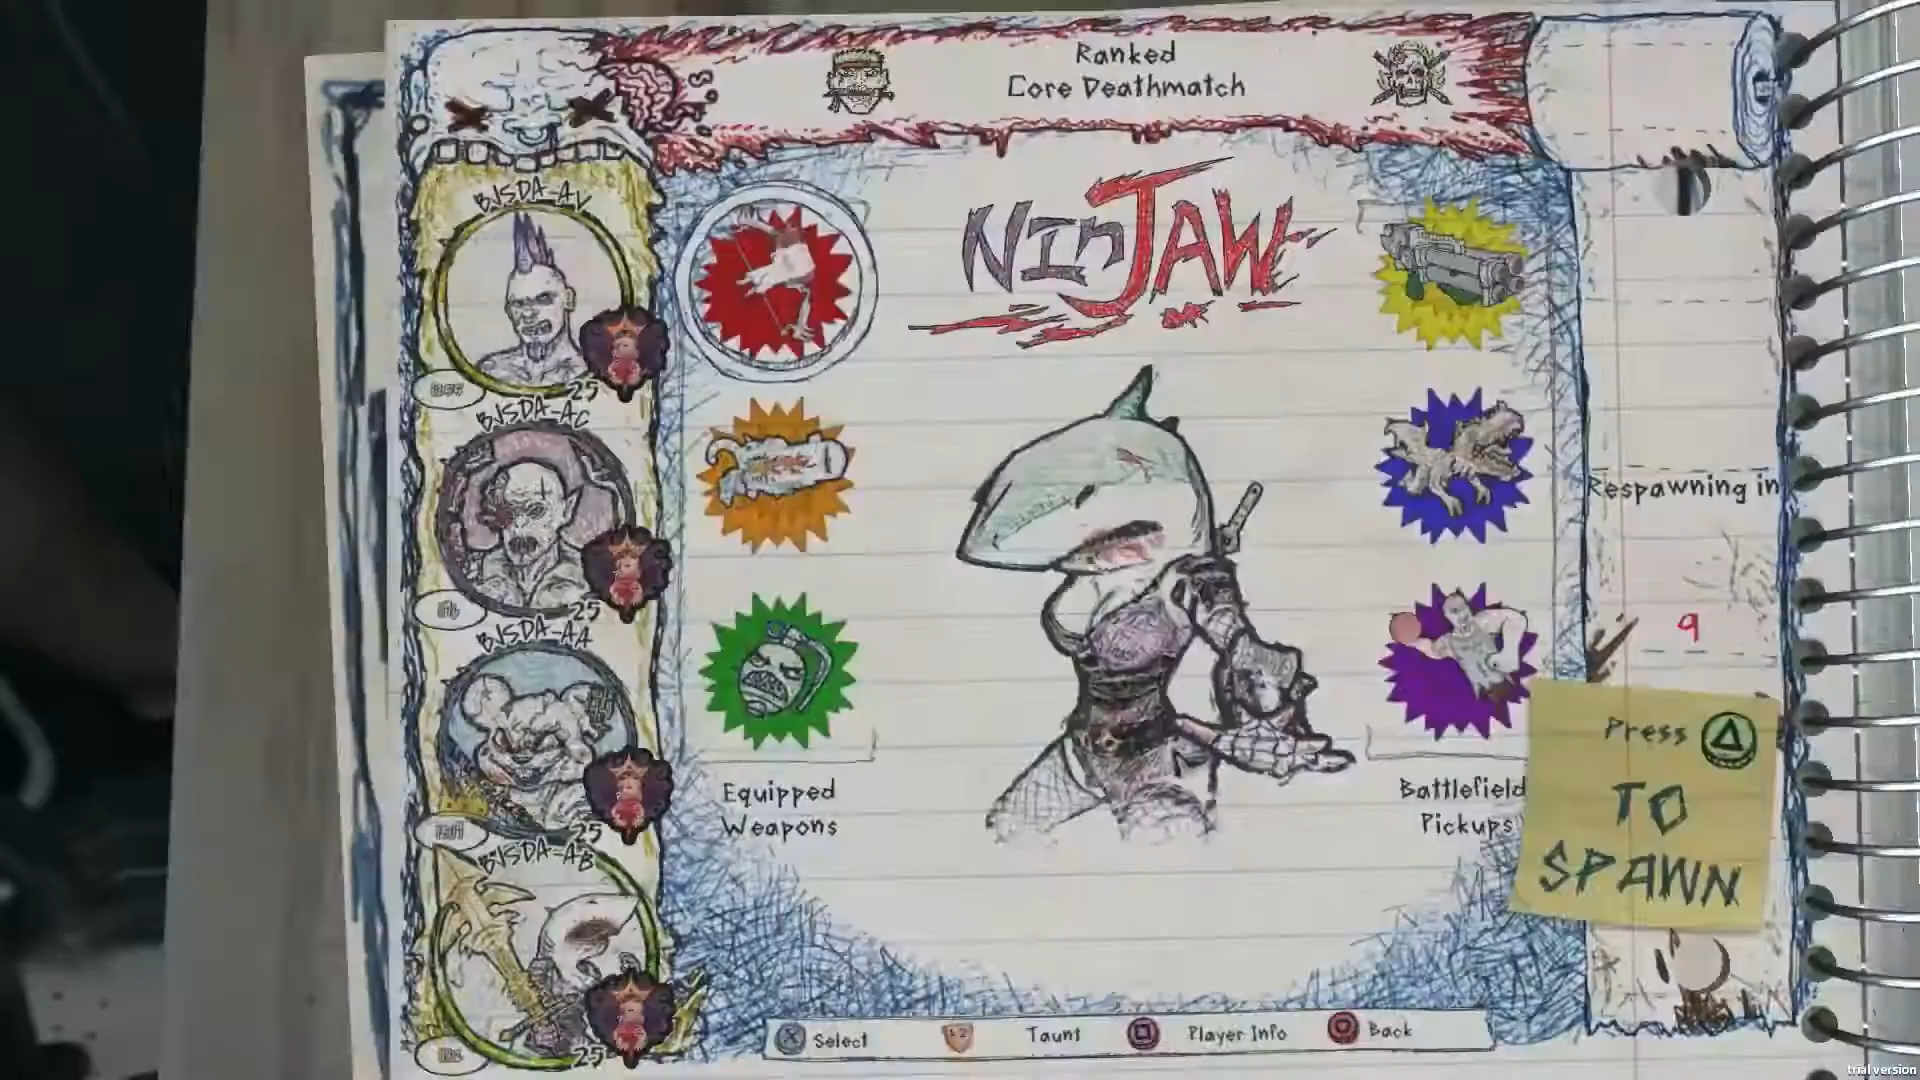 Ranked
Core Deathmatch
BJSDA-AV
25
BJSDA-AC
25
BJSDA-AA
25
BJSDA-AB
25
NINJAW
Equipped
Weapons
Battlefield
Pickups
Respawning in
9
Press
TO
SPAWN
Select
L2
Taunt
Player Info
Back
trial version